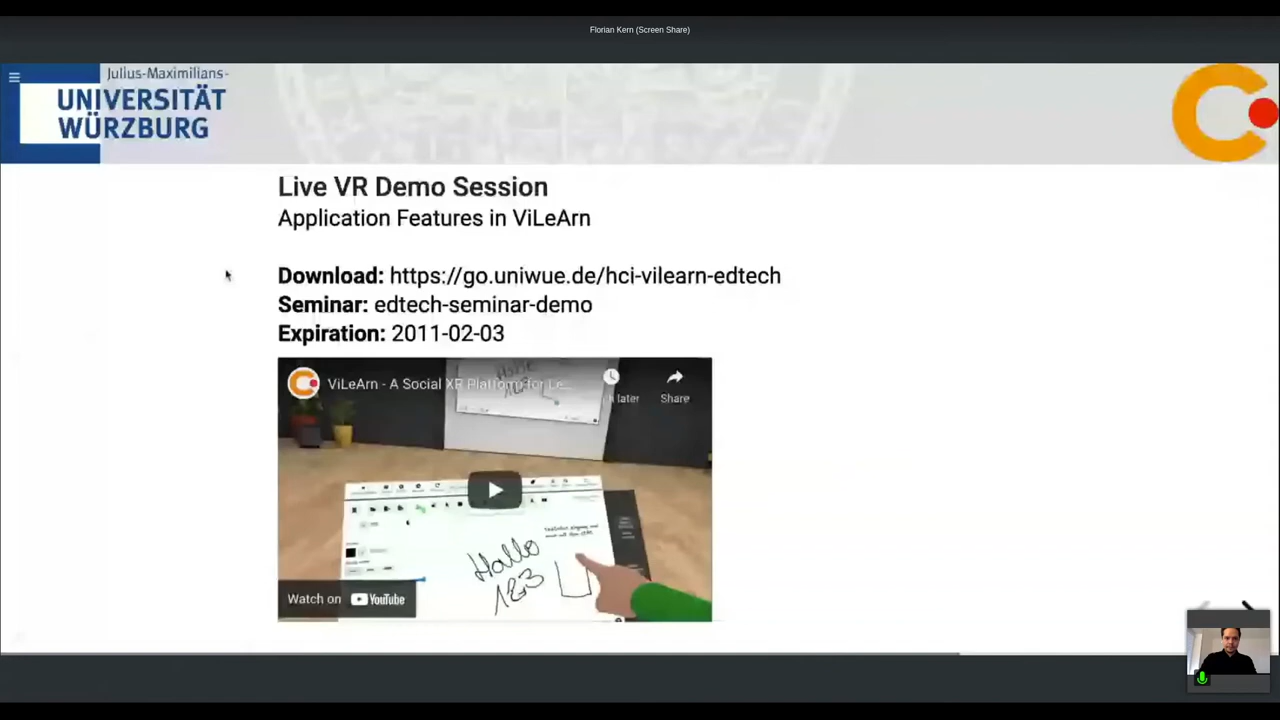 Florian Kern (Screen Share)
Julius-Maximilians-
UNIVERSITÄT
WÜRZBURG
Live VR Demo Session
Application Features in ViLeArn
Download: https://go.uniwue.de/hci-vilearn-edtech
Seminar: edtech-seminar-demo
Expiration: 2011-02-03
ViLeArn - A Social XR Platform for Le...
later
Share
Hallo
123
Hallo
123
Watch on YouTube